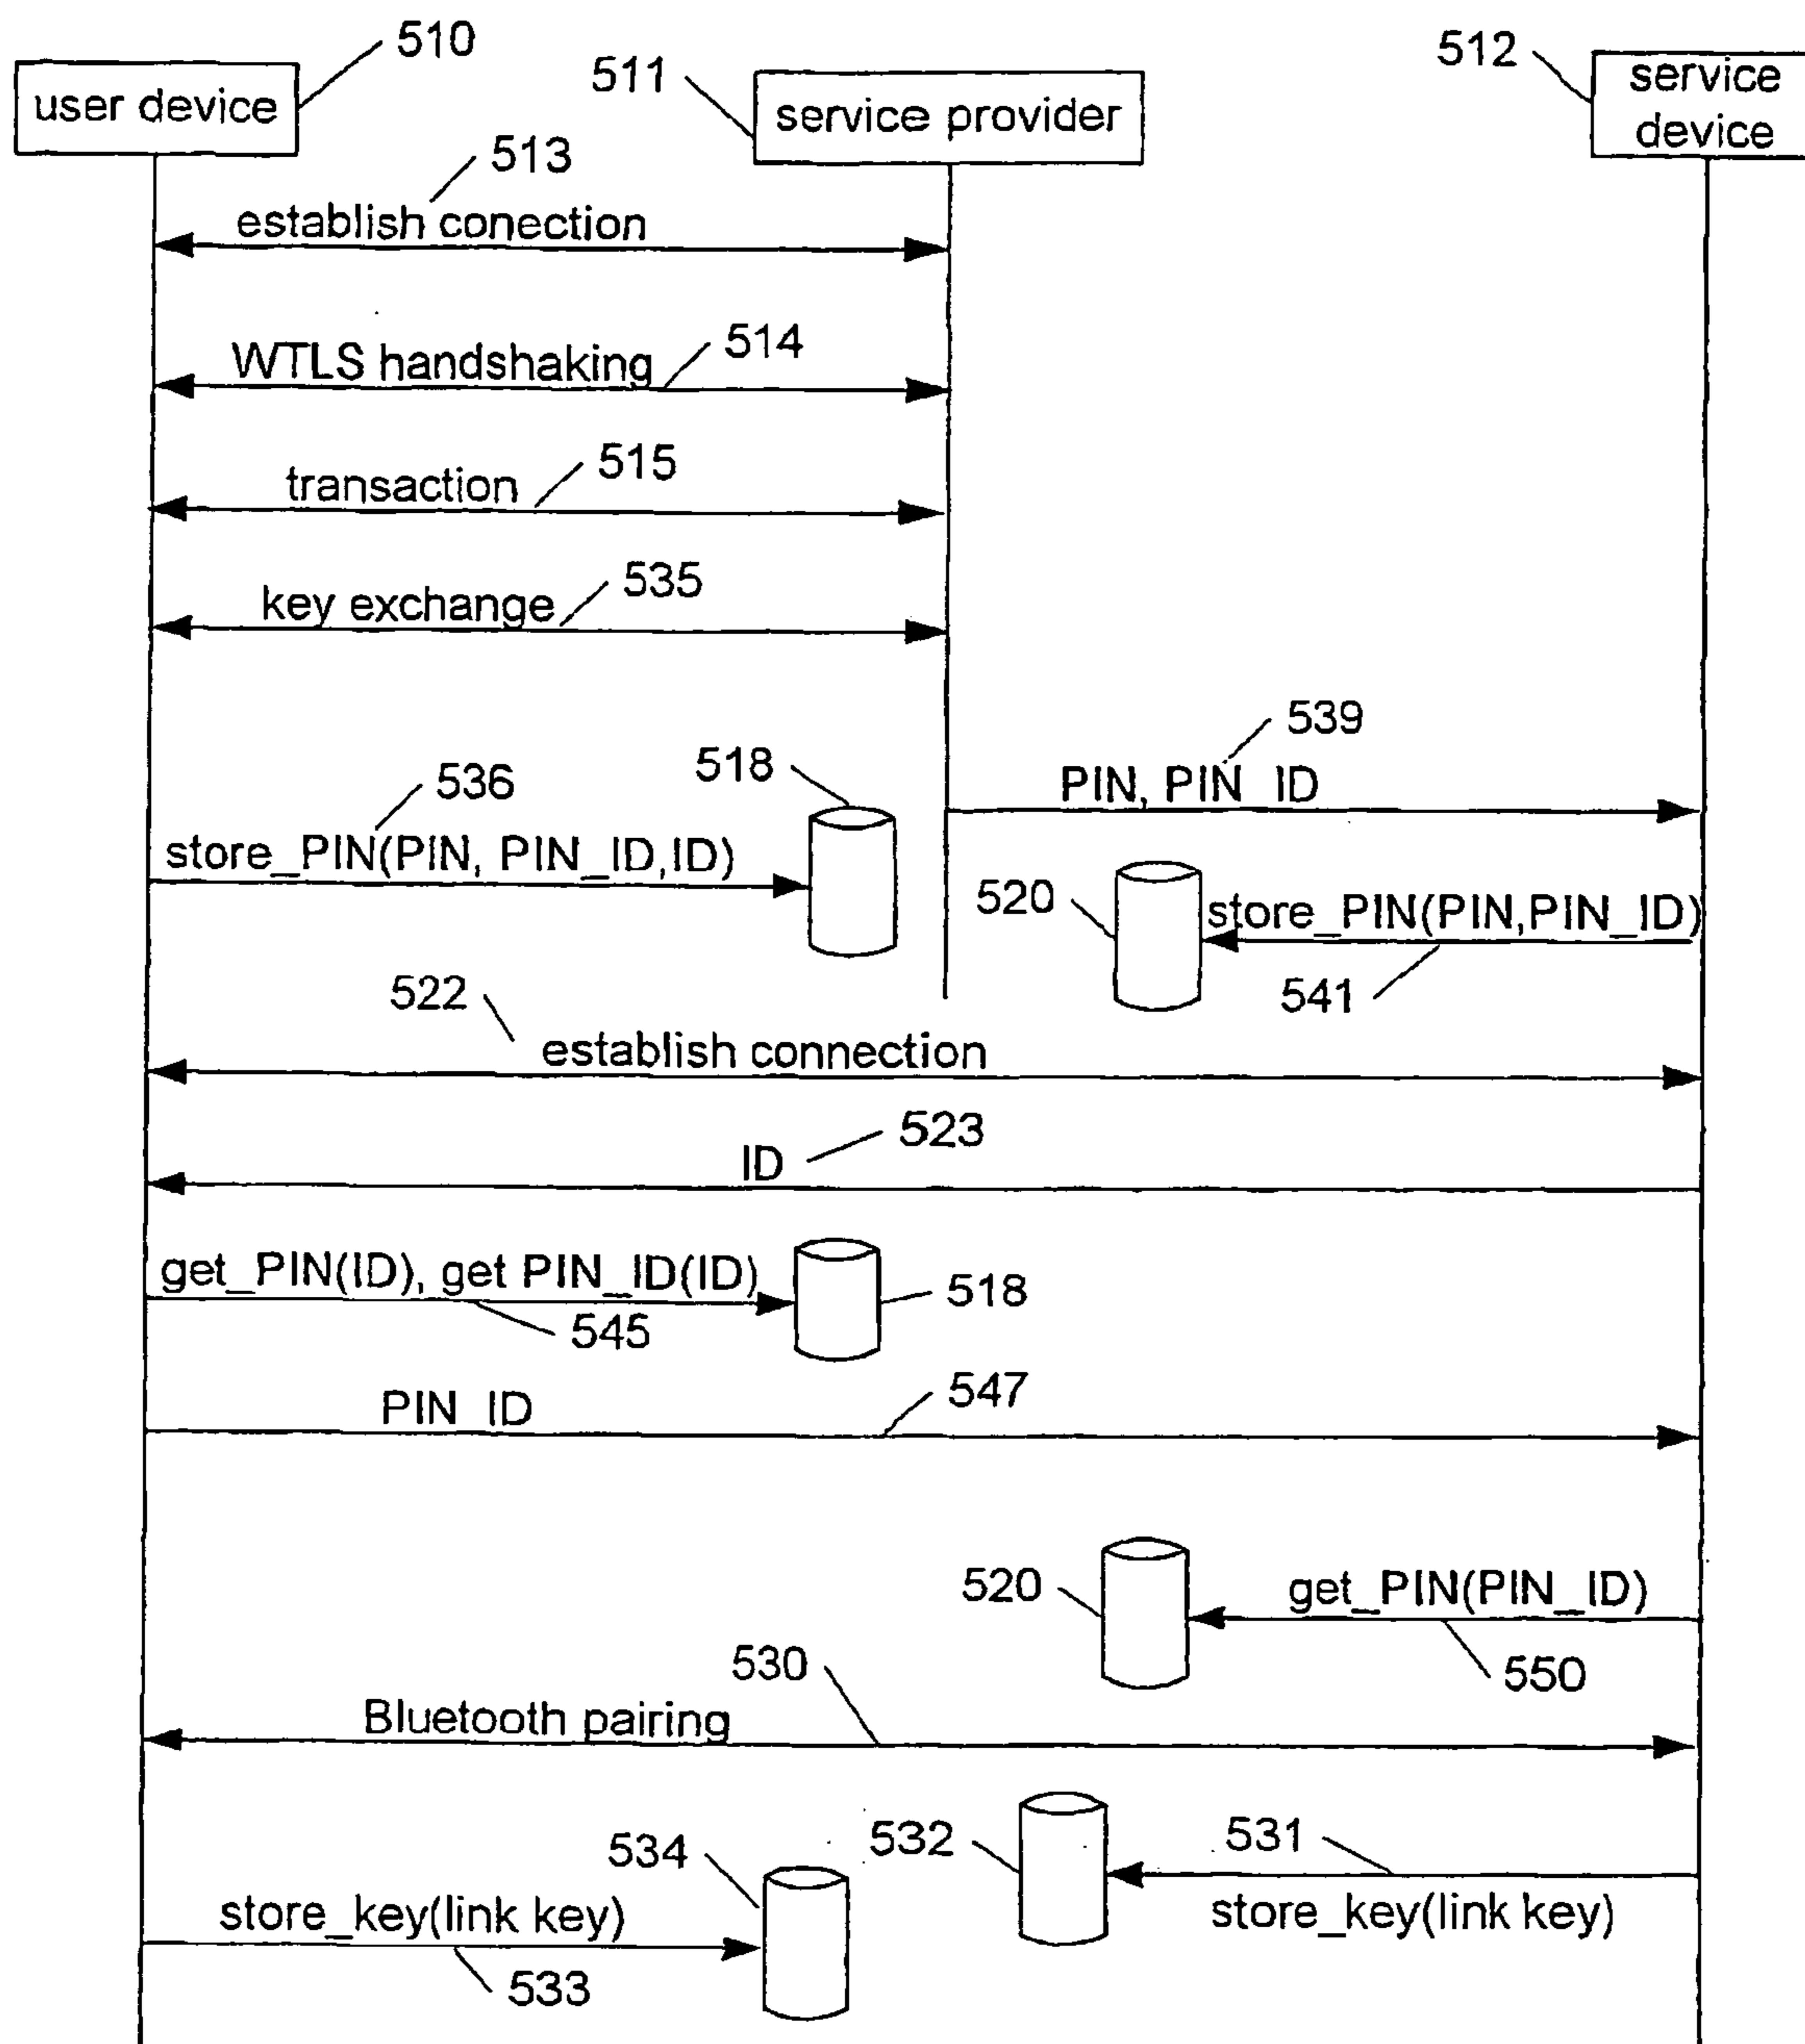 510
511
512
user device
service provider
service
device
513
establish conection
514
WTLS handshaking
515
transaction
535
key exchange
539
PIN, PIN_ID
518
536
store_PIN(PIN, PIN_ID,ID)
520
store_PIN(PIN,PIN_ID)
541
522
establish connection
523
ID
get_PIN(ID), get PIN_ID(ID)
518
545
547
PIN_ID
520
get_PIN(PIN_ID)
550
530
Bluetooth pairing
534
532
531
store_key(link key)
store_key(link key)
533